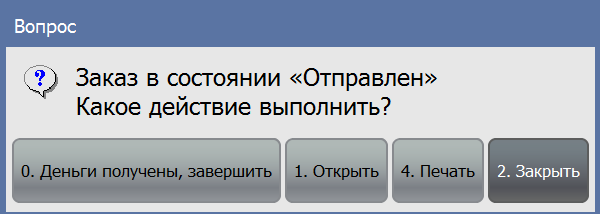 Вопрос
?
Заказ в состоянии «Отправлен»
Какое действие выполнить?
0. Деньги получены, завершить 1. Открыть 4. Печать 2. Закрыть